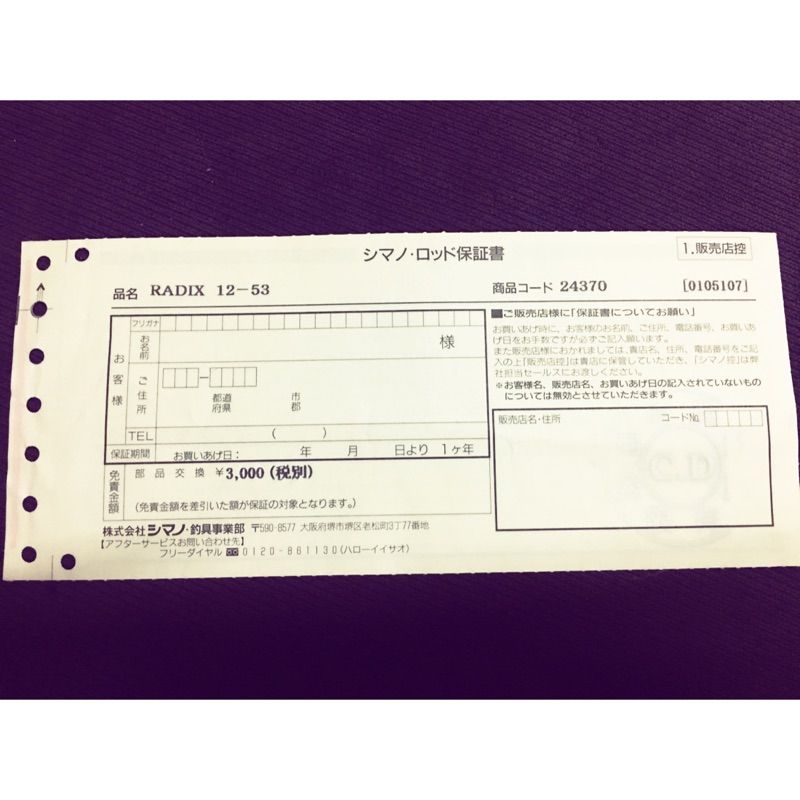 シマノ・ロッド保証書
1.販売店控
品名 RADIX 12-53
商品コード 24370 [0105107]
フリガナ
お客様
お名前
様
ご住所
都道府県
市郡
TEL ( )
保証期間 お買いあげ日: 年 月 日より 1ヶ年
免責金額
部品交換 ¥3,000(税別)
(免責金額を差引いた額が保証の対象となります。)
■ご販売店様に「保証書についてお願い」
お買いあげ時に、お客様のお名前、ご住所、電話番号、お買いあ
げ日をお手数ですが必ずご記入願います。
また販売店様におかれましては、貴店名、住所、電話番号をご記
入の上「販売店控」は貴店に保管していただき、「シマノ控」は弊
社担当セールスにお渡しください。
※お客様名、販売店名、お買いあげ日の記入されていないもの
については無効とさせていただきます。
販売店名・住所
コードNo.
株式会社 シマノ・釣具事業部 〒590-8577 大阪府堺市堺区老松町3丁77番地
【アフターサービスお問い合わせ先】
フリーダイヤル 0120-861130(ハローイイサオ)